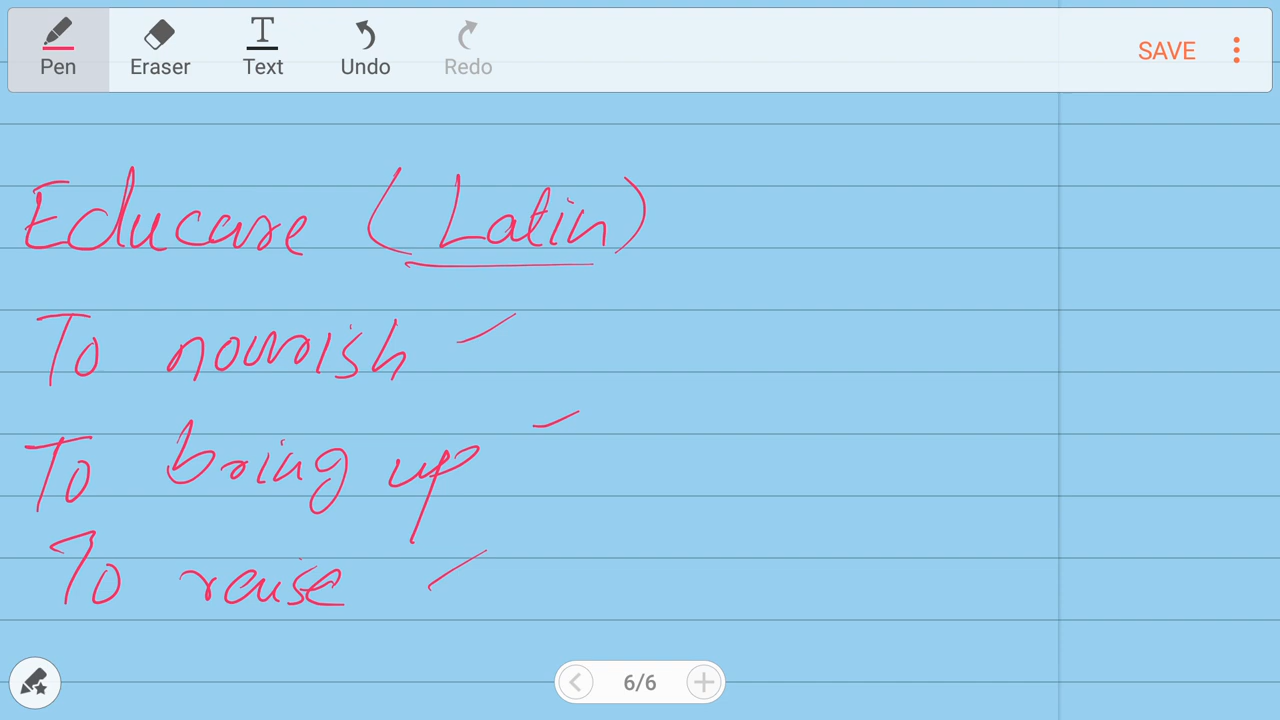 Pen Eraser Text Undo Redo SAVE
Educare (Latin)
To nourish
To bring up
To raise
6/6